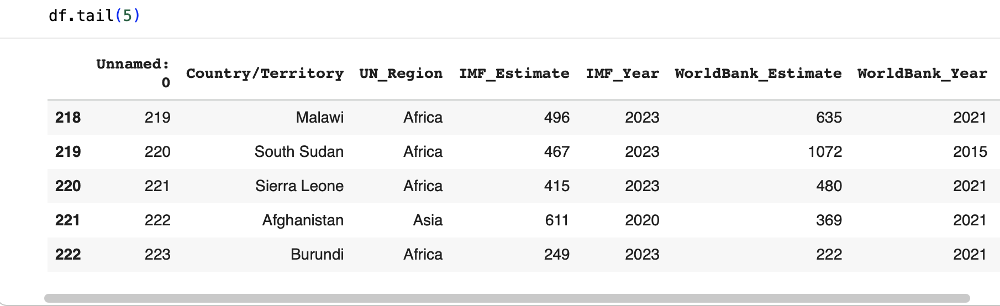 df.tail(5)
Unnamed: 0 Country/Territory UN_Region IMF_Estimate IMF_Year WorldBank_Estimate WorldBank_Year
218 219 Malawi Africa 496 2023 635 2021
219 220 South Sudan Africa 467 2023 1072 2015
220 221 Sierra Leone Africa 415 2023 480 2021
221 222 Afghanistan Asia 611 2020 369 2021
222 223 Burundi Africa 249 2023 222 2021